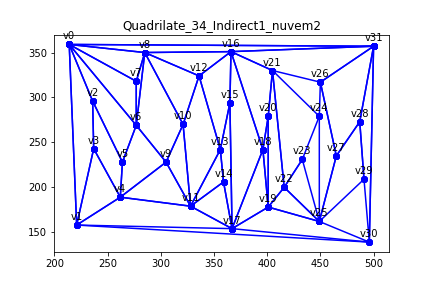 Quadrilate_34_Indirect1_nuvem2
v0
v31
v8
v16
v12
v21
v26
v7
v2
v15
v6
v10
v20
v24
v28
v3
v5
v9
v13
v18
v23
v27
v14
v22
v29
v4
v11
v19
v1
v17
v25
v30
350
300
250
200
150
200
250
300
350
400
450
500